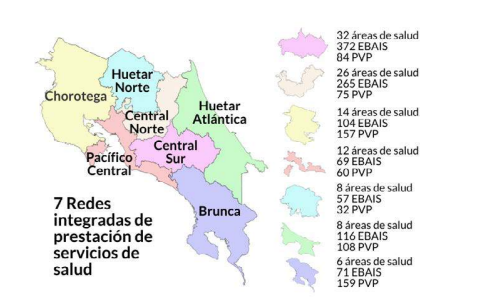 Huetar
Norte
Chorotega
Huetar
Atlántica
Central
Norte
Central
Sur
Pacífico
Central
Brunca
7 Redes
integradas de
prestación de
servicios de
salud
32 áreas de salud
372 EBAIS
84 PVP
26 áreas de salud
265 EBAIS
75 PVP
14 áreas de salud
104 EBAIS
157 PVP
12 áreas de salud
69 EBAIS
60 PVP
8 áreas de salud
57 EBAIS
32 PVP
8 áreas de salud
116 EBAIS
108 PVP
6 áreas de salud
71 EBAIS
159 PVP